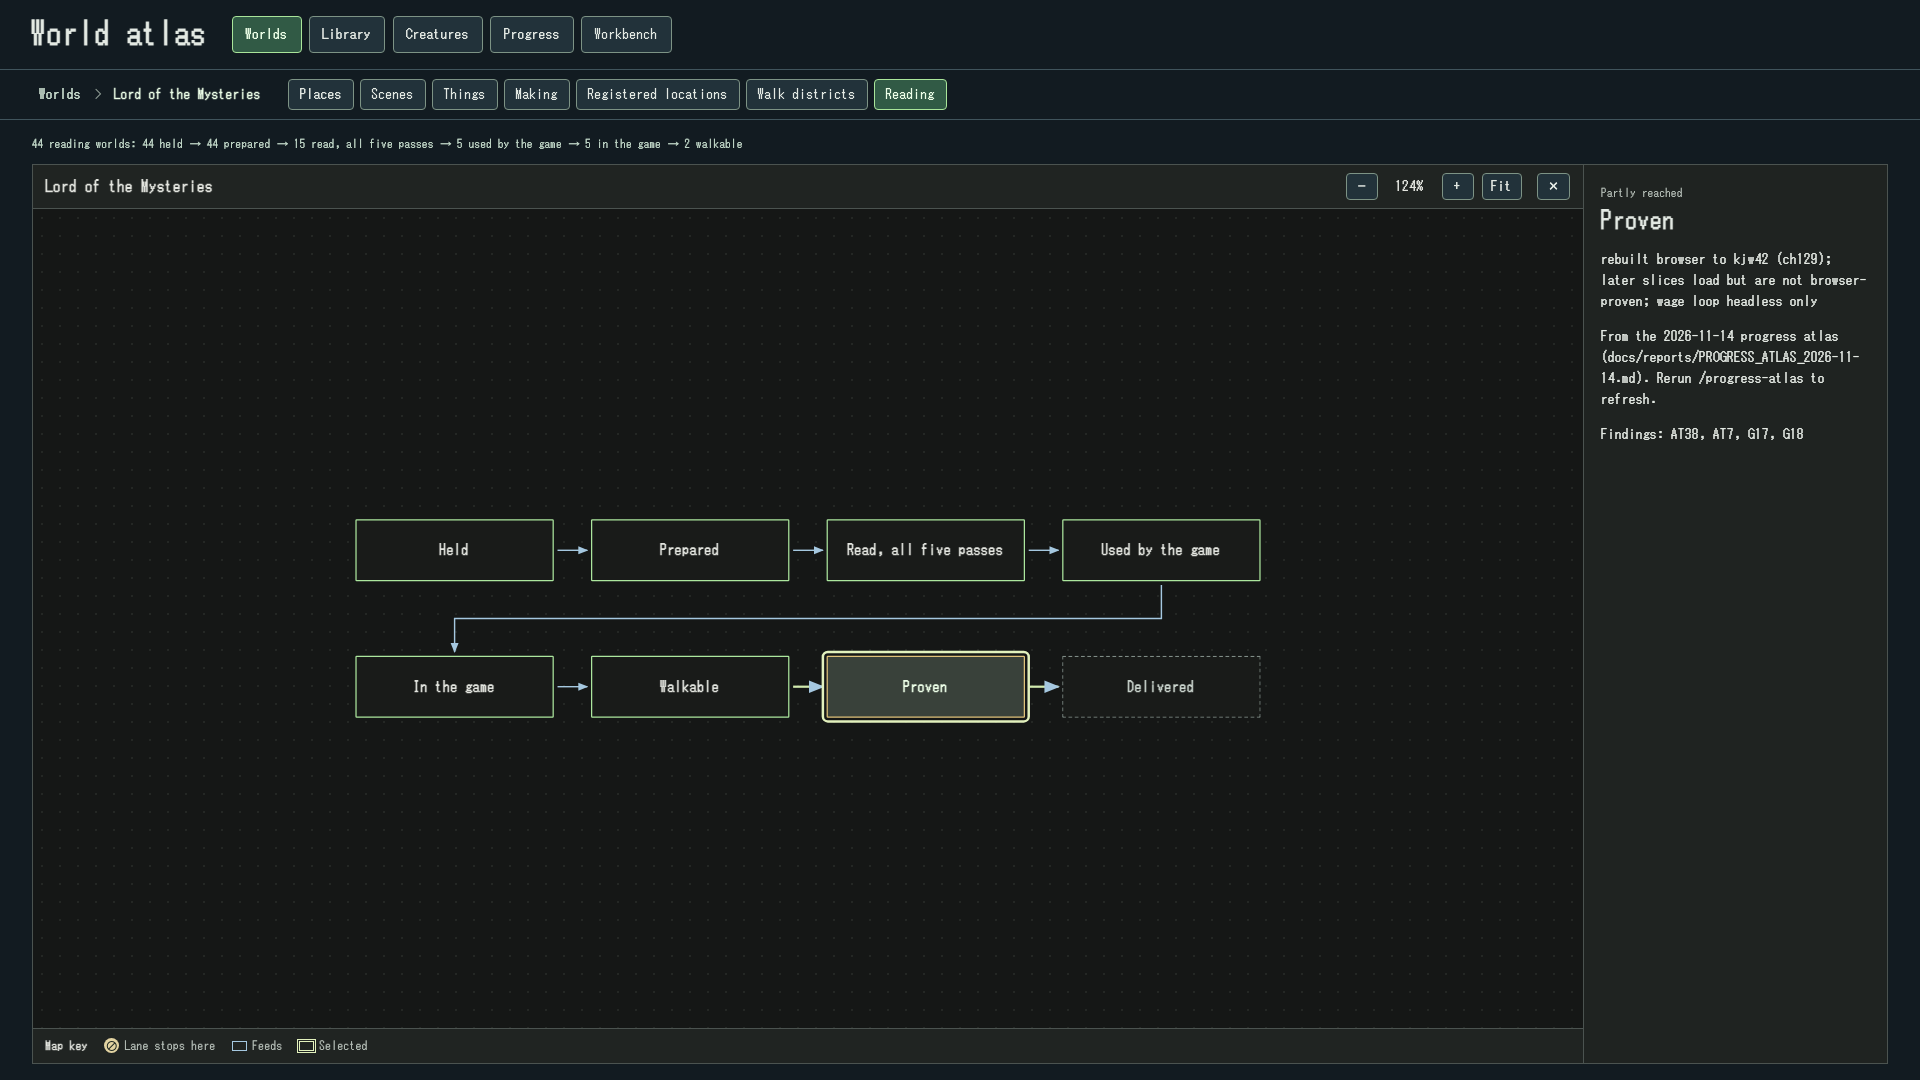 World atlas
Worlds
Library
Creatures
Progress
Workbench
Worlds > Lord of the Mysteries
Places
Scenes
Things
Making
Registered locations
Walk districts
Reading
44 reading worlds: 44 held → 44 prepared → 15 read, all five passes → 5 used by the game → 5 in the game → 2 walkable
Lord of the Mysteries
−
124%
+
Fit
×
Held
Prepared
Read, all five passes
Used by the game
In the game
Walkable
Proven
Delivered
Map key
Lane stops here
Feeds
Selected
Partly reached
Proven
rebuilt browser to kjw42 (ch129);
later slices load but are not browser-
proven; wage loop headless only
From the 2026-11-14 progress atlas
(docs/reports/PROGRESS_ATLAS_2026-11-
14.md). Rerun /progress-atlas to
refresh.
Findings: AT38, AT7, G17, G18